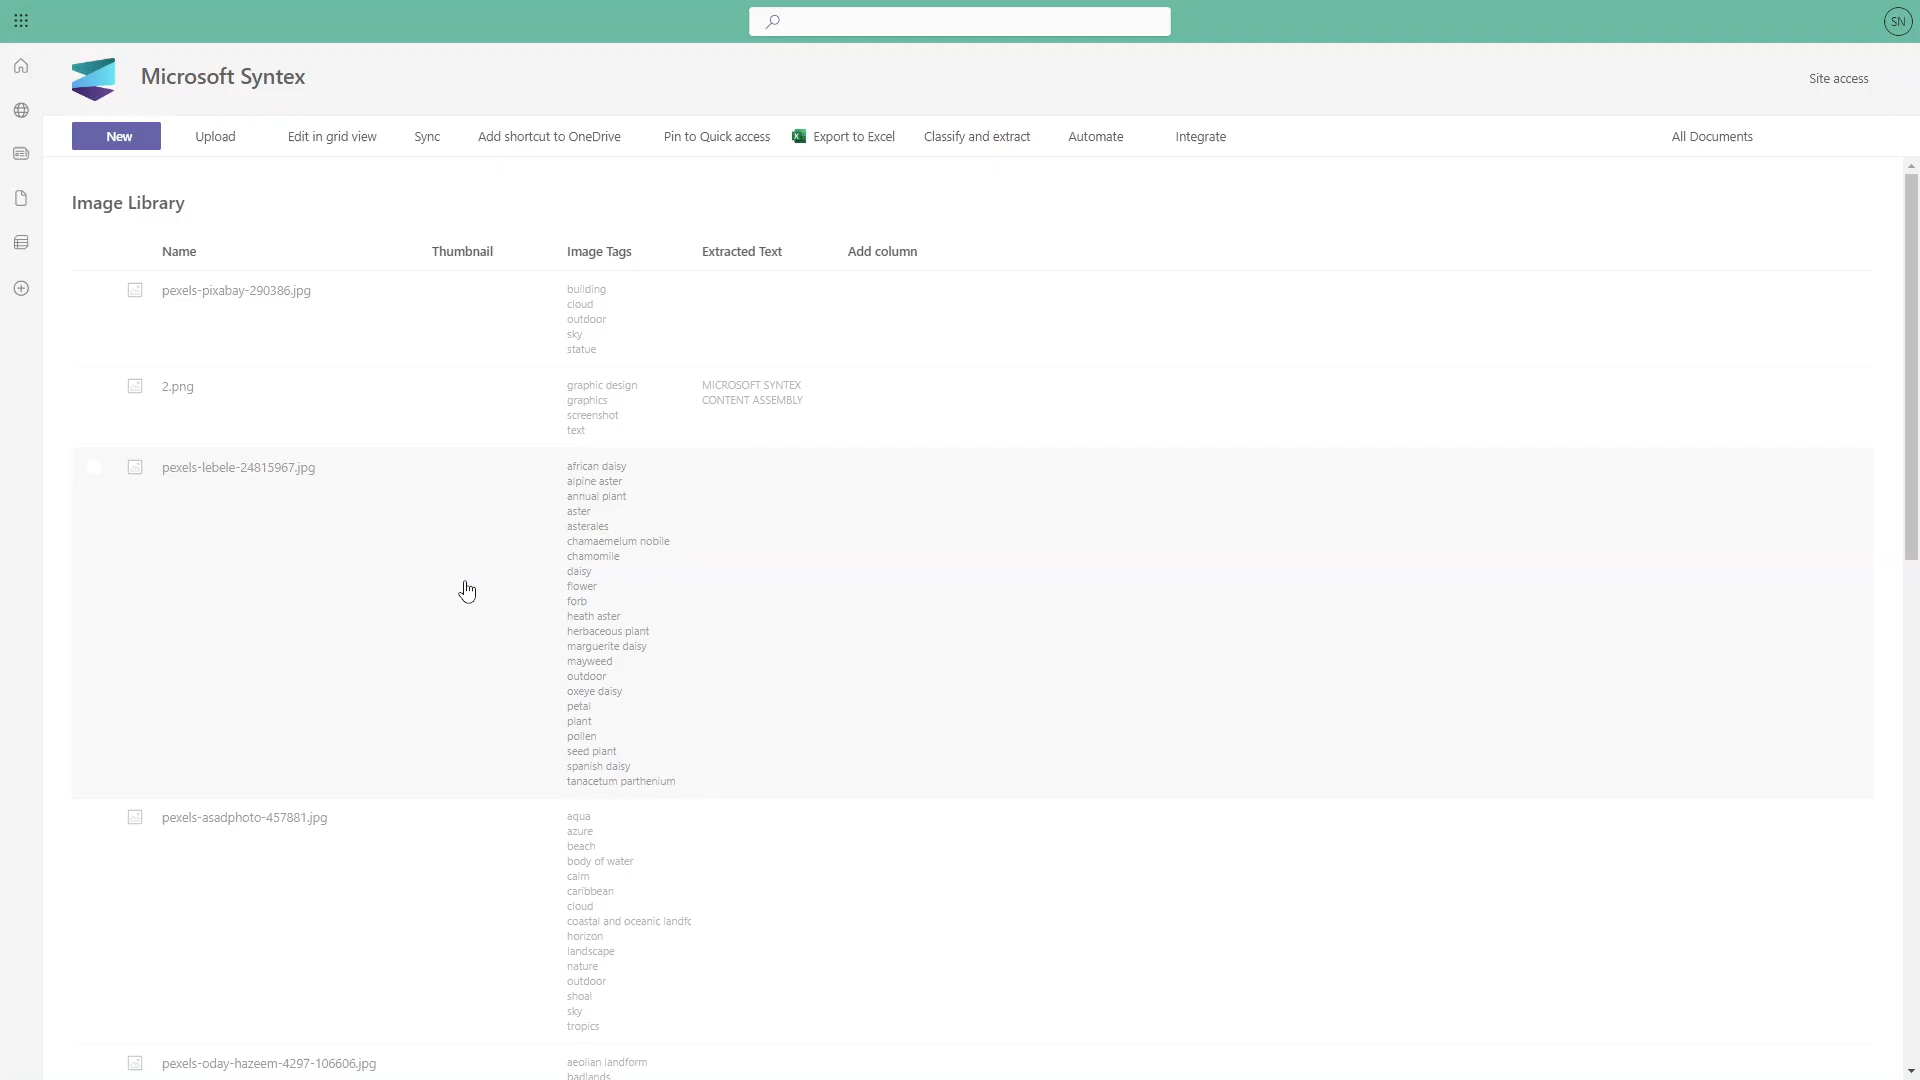 SN
Microsoft Syntex
Site access
New Upload Edit in grid view Sync Add shortcut to OneDrive Pin to Quick access Export to Excel Classify and extract Automate Integrate All Documents
Image Library
Name Thumbnail Image Tags Extracted Text Add column
pexels-pixabay-290386.jpg
building
cloud
outdoor
sky
statue
2.png
graphic design
graphics
screenshot
text
MICROSOFT SYNTEX
CONTENT ASSEMBLY
pexels-lebele-24815967.jpg
african daisy
alpine aster
annual plant
aster
asterales
chamaemelum nobile
chamomile
daisy
flower
forb
heath aster
herbaceous plant
marguerite daisy
mayweed
outdoor
oxeye daisy
petal
plant
pollen
seed plant
spanish daisy
tanacetum parthenium
pexels-asadphoto-457881.jpg
aqua
azure
beach
body of water
calm
caribbean
cloud
coastal and oceanic landfc
horizon
landscape
nature
outdoor
shoal
sky
tropics
pexels-oday-hazeem-4297-106606.jpg
aeolian landform
badlands